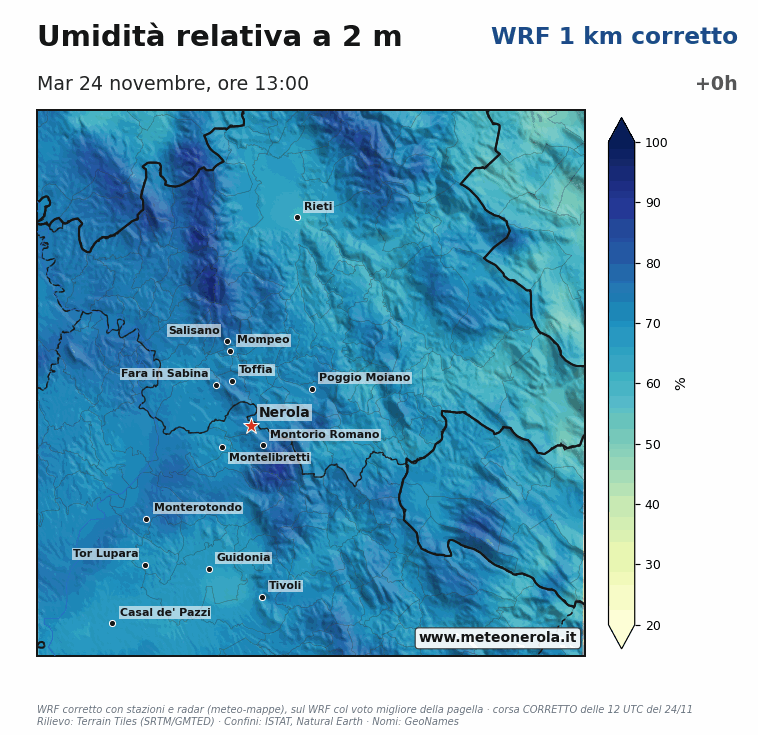 Umidità relativa a 2 m
WRF 1 km corretto
Mar 24 novembre, ore 13:00
+0h
Rieti
Salisano
Mompeo
Toffia
Fara in Sabina
Poggio Moiano
Nerola
Montorio Romano
Montelibretti
Monterotondo
Tor Lupara
Guidonia
Tivoli
Casal de' Pazzi
www.meteonerola.it
100
90
80
70
60
50
40
30
20
%
WRF corretto con stazioni e radar (meteo-mappe), sul WRF col voto migliore della pagella · corsa CORRETTO delle 12 UTC del 24/11
Rilievo: Terrain Tiles (SRTM/GMTED) · Confini: ISTAT, Natural Earth · Nomi: GeoNames